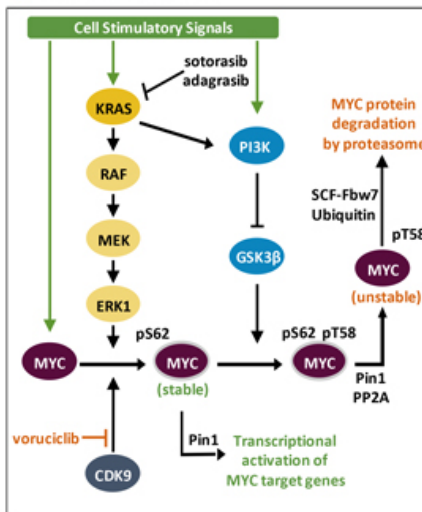 Cell Stimulatory Signals
sotorasib
adagrasib
KRAS
PI3K
MYC protein
degradation
by proteasome
RAF
SCF-Fbw7
Ubiquitin
pT58
MEK
GSK3β
MYC
(unstable)
ERK1
pS62
pS62 pT58
MYC
MYC
(stable)
MYC
Pin1
PP2A
voruciclib
Pin1
CDK9
Transcriptional
activation of
MYC target genes